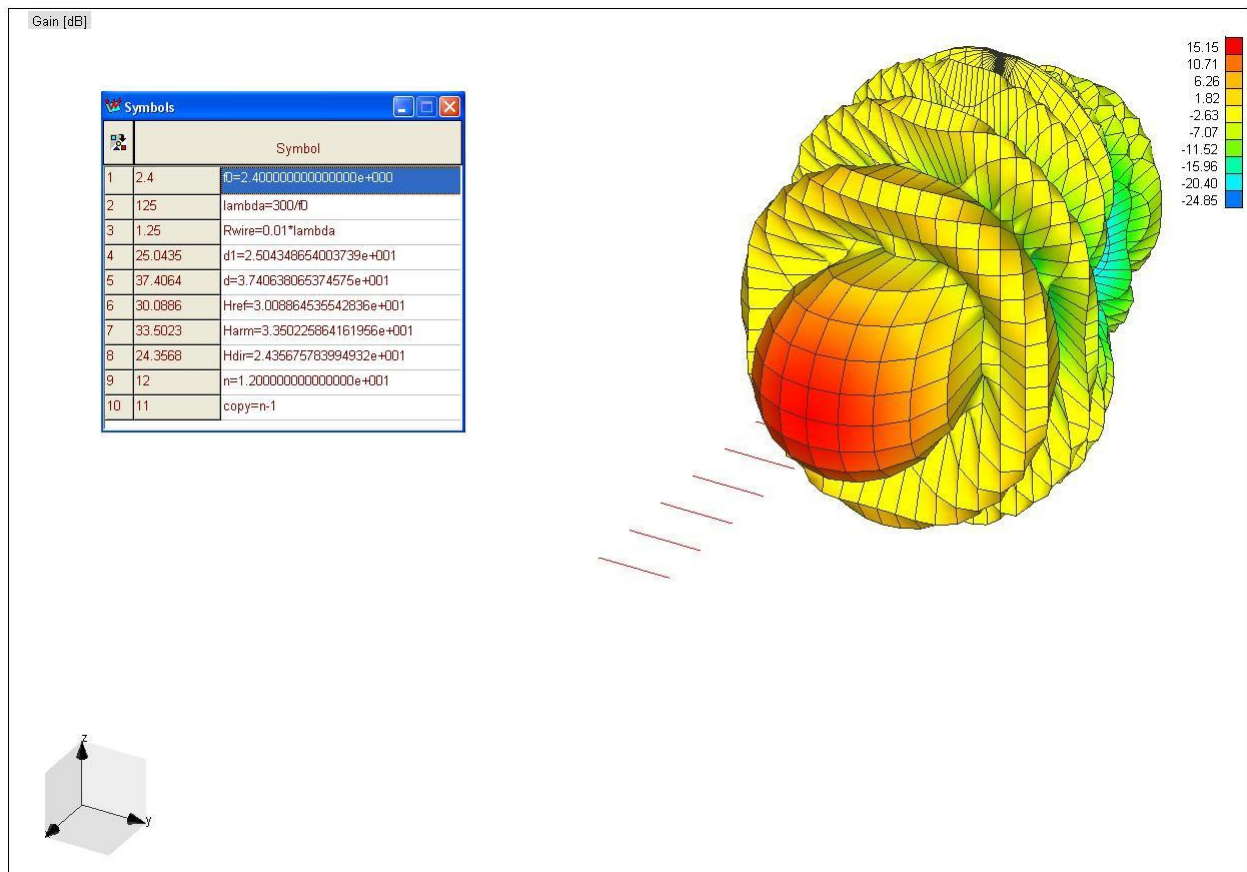 Gain [dB]
Symbols
Symbol
1 2.4 f0=2.400000000000000e+000
2 125 lambda=300/f0
3 1.25 Rwire=0.01*lambda
4 25.0435 d1=2.504348654003739e+001
5 37.4064 d=3.740638065374575e+001
6 30.0886 Href=3.008864535542836e+001
7 33.5023 Harm=3.350225864161956e+001
8 24.3568 Hdir=2.435675783994932e+001
9 12 n=1.200000000000000e+001
10 11 copy=n-1
15.15
10.71
6.26
1.82
-2.63
-7.07
-11.52
-15.96
-20.40
-24.85
z
y